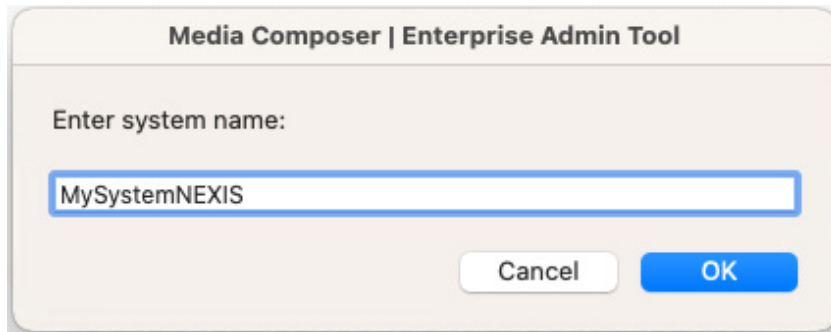 Media Composer | Enterprise Admin Tool
Enter system name:
MySystemNEXIS
Cancel OK